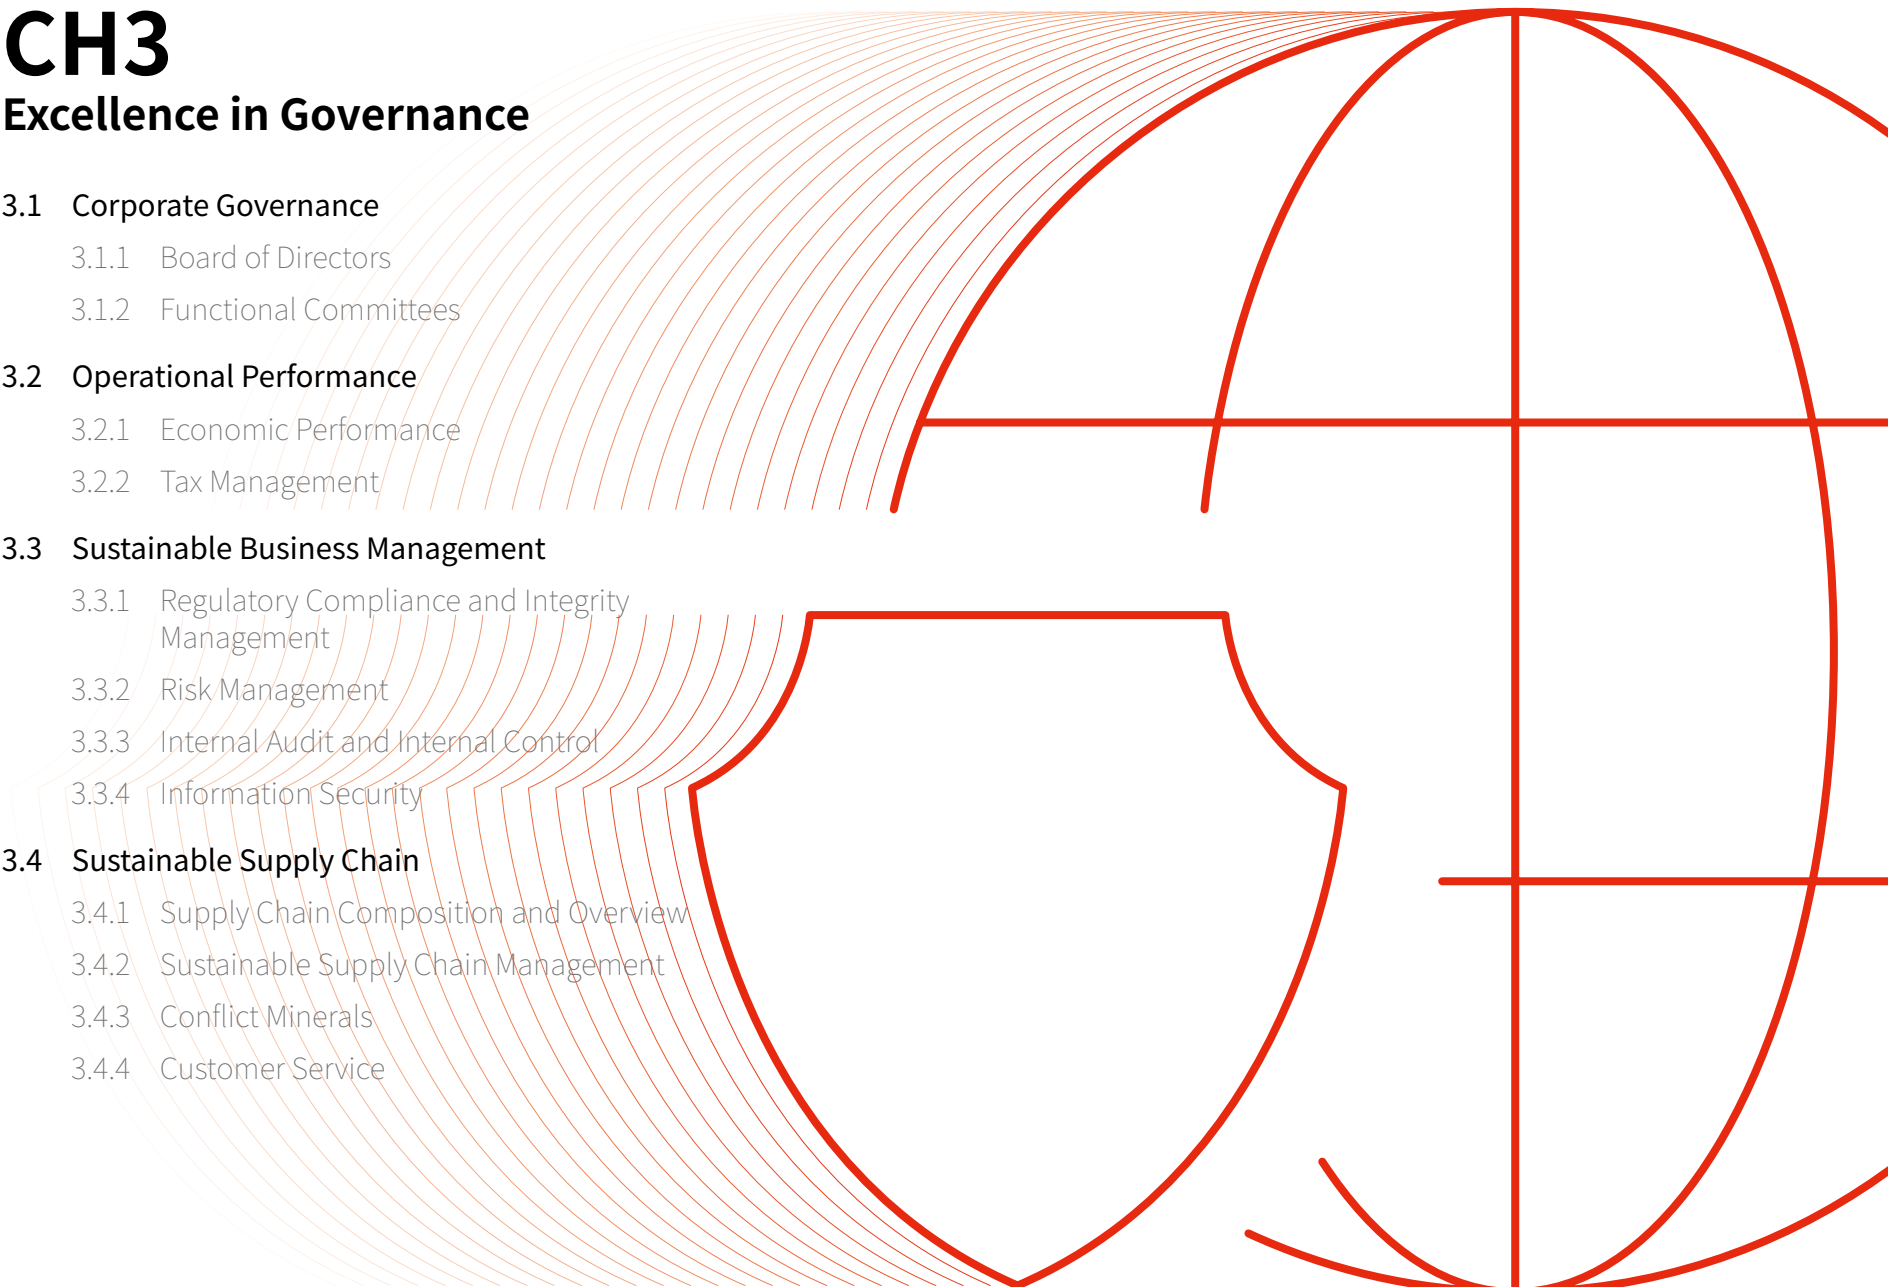 CH3
Excellence in Governance
3.1 Corporate Governance
3.1.1 Board of Directors
3.1.2 Functional Committees
3.2 Operational Performance
3.2.1 Economic Performance
3.2.2 Tax Management
3.3 Sustainable Business Management
3.3.1 Regulatory Compliance and Integrity
Management
3.3.2 Risk Management
3.3.3 Internal Audit and Internal Control
3.3.4 Information Security
3.4 Sustainable Supply Chain
3.4.1 Supply Chain Composition and Overview
3.4.2 Sustainable Supply Chain Management
3.4.3 Conflict Minerals
3.4.4 Customer Service